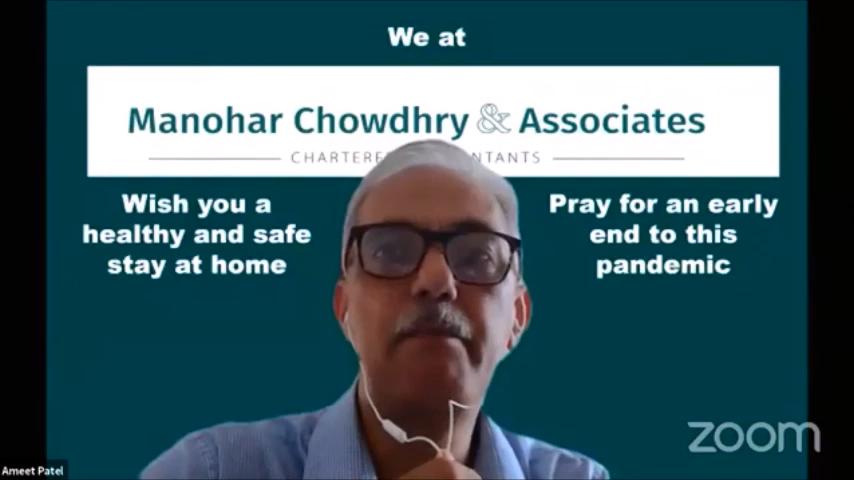 We at
Manohar Chowdhry & Associates
Wish you a
healthy and safe
stay at home
Pray for an early
end to this
pandemic
zoom
Ameet Patel